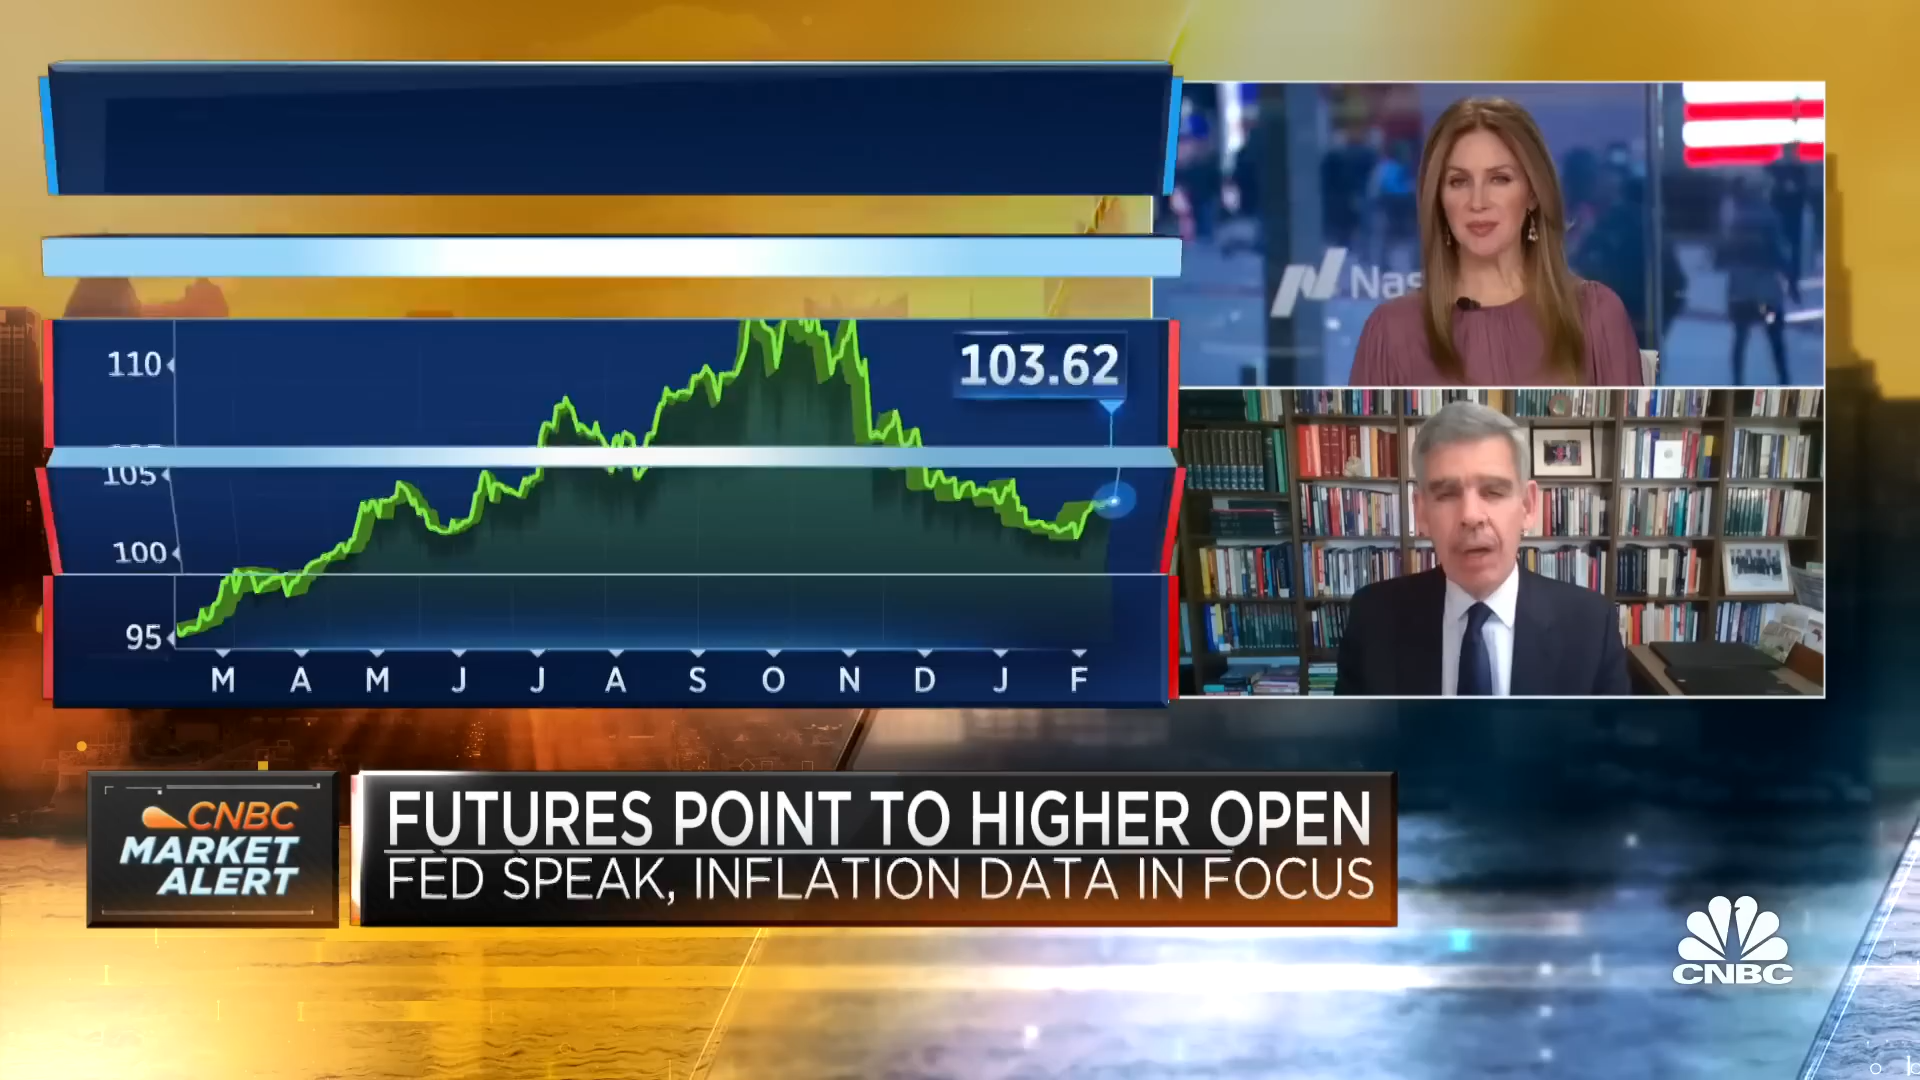 110
103.62
105
100
95
M A M J J A S O N D J F
Nas
CNBC
MARKET
ALERT
FUTURES POINT TO HIGHER OPEN
FED SPEAK, INFLATION DATA IN FOCUS
CNBC